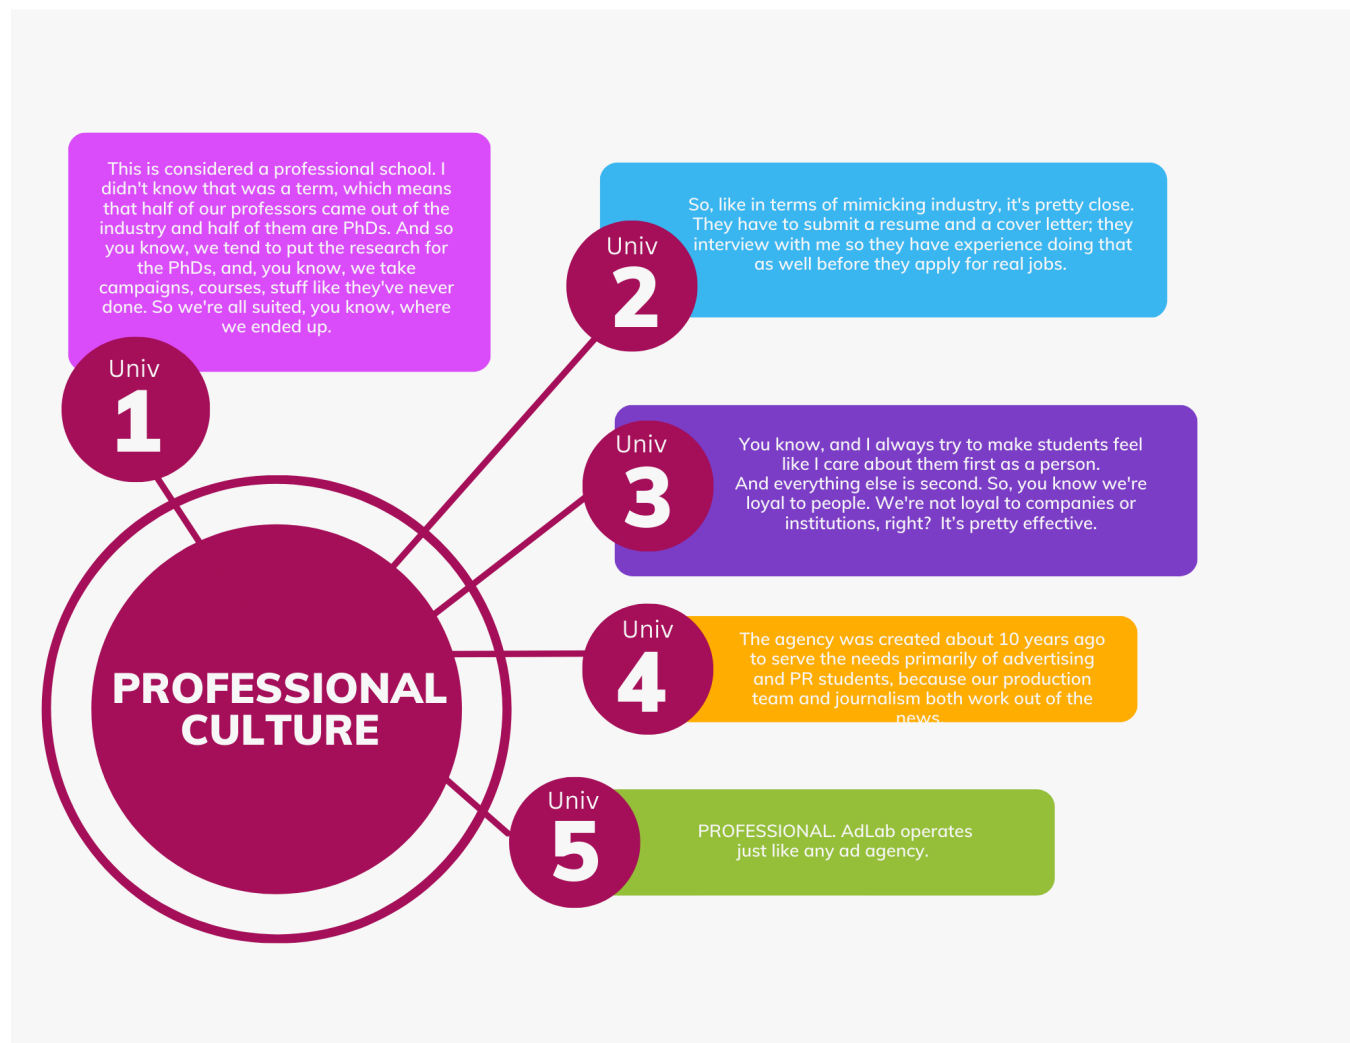 This is considered a professional school. I
didn't know that was a term, which means
that half of our professors came out of the
industry and half of them are PhDs. And so
you know, we tend to put the research for
the PhDs, and, you know, we take
campaigns, courses, stuff like they've never
done. So we're all suited, you know, where
we ended up.
Univ
1
So, like in terms of mimicking industry, it's pretty close.
They have to submit a resume and a cover letter; they
interview with me so they have experience doing that
as well before they apply for real jobs.
Univ
2
You know, and I always try to make students feel
like I care about them first as a person.
And everything else is second. So, you know we're
loyal to people. We're not loyal to companies or
institutions, right?  It’s pretty effective.
Univ
3
The agency was created about 10 years ago
to serve the needs primarily of advertising
and PR students, because our production
team and journalism both work out of the
news.
Univ
4
PROFESSIONAL. AdLab operates
just like any ad agency.
Univ
5
PROFESSIONAL
CULTURE